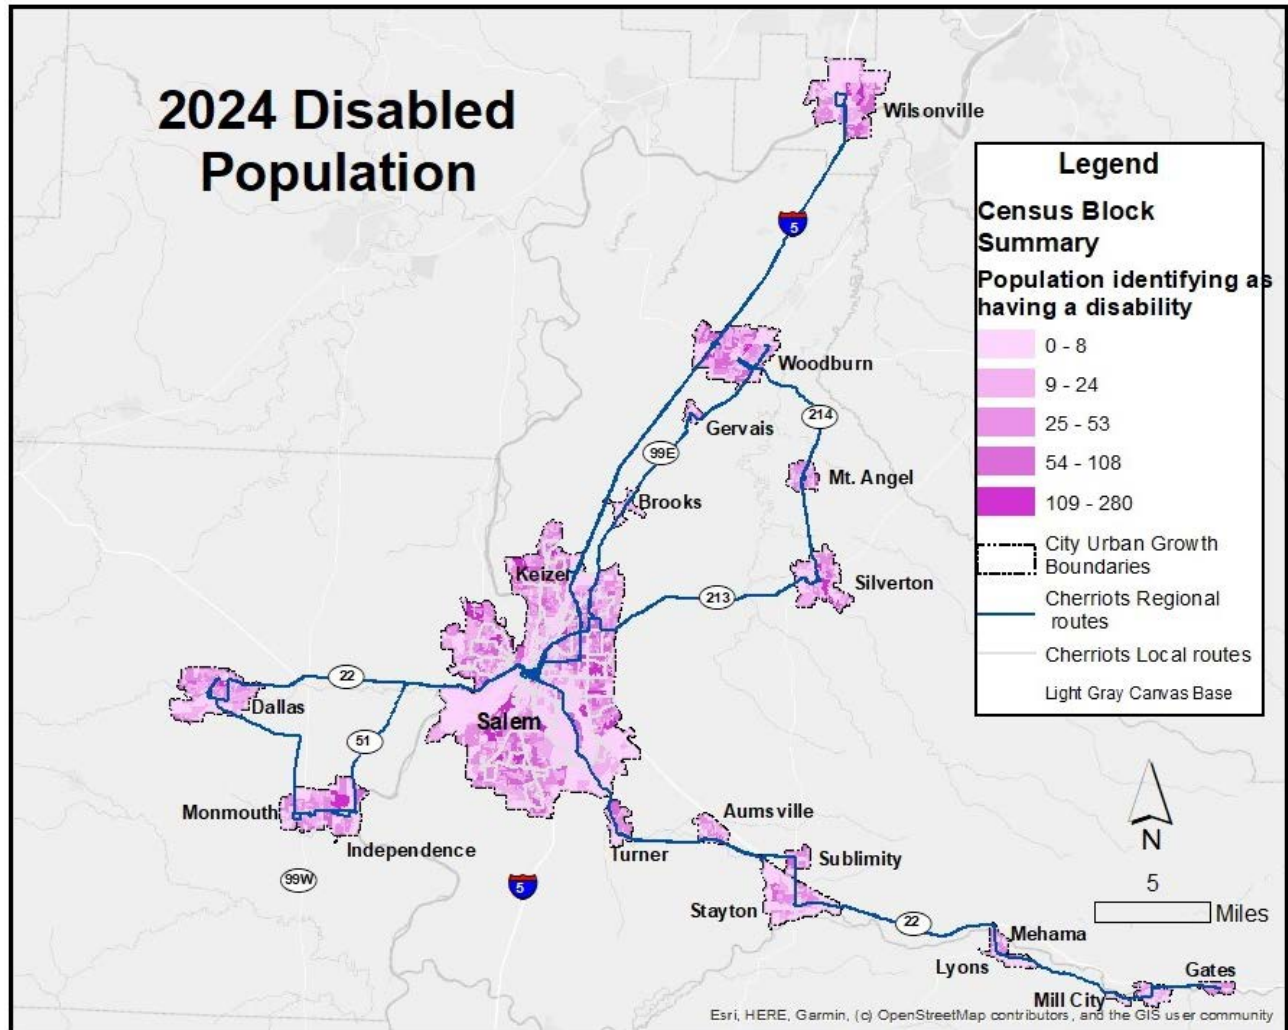 2024 Disabled
Population
Wilsonville
5
Woodburn
Gervais
214
99E
Mt. Angel
Brooks
Keizer
Silverton
213
22
Dallas
Salem
51
Monmouth
Independence
99W
5
Turner
Aumsville
Sublimity
Stayton
22
Mehama
Lyons
Gates
Mill City
Legend
Census Block
Summary
Population identifying as
having a disability
0 - 8
9 - 24
25 - 53
54 - 108
109 - 280
City Urban Growth
Boundaries
Cherriots Regional
routes
Cherriots Local routes
Light Gray Canvas Base
N
5
Miles
Esri, HERE, Garmin, (c) OpenStreetMap contributors, and the GIS user community